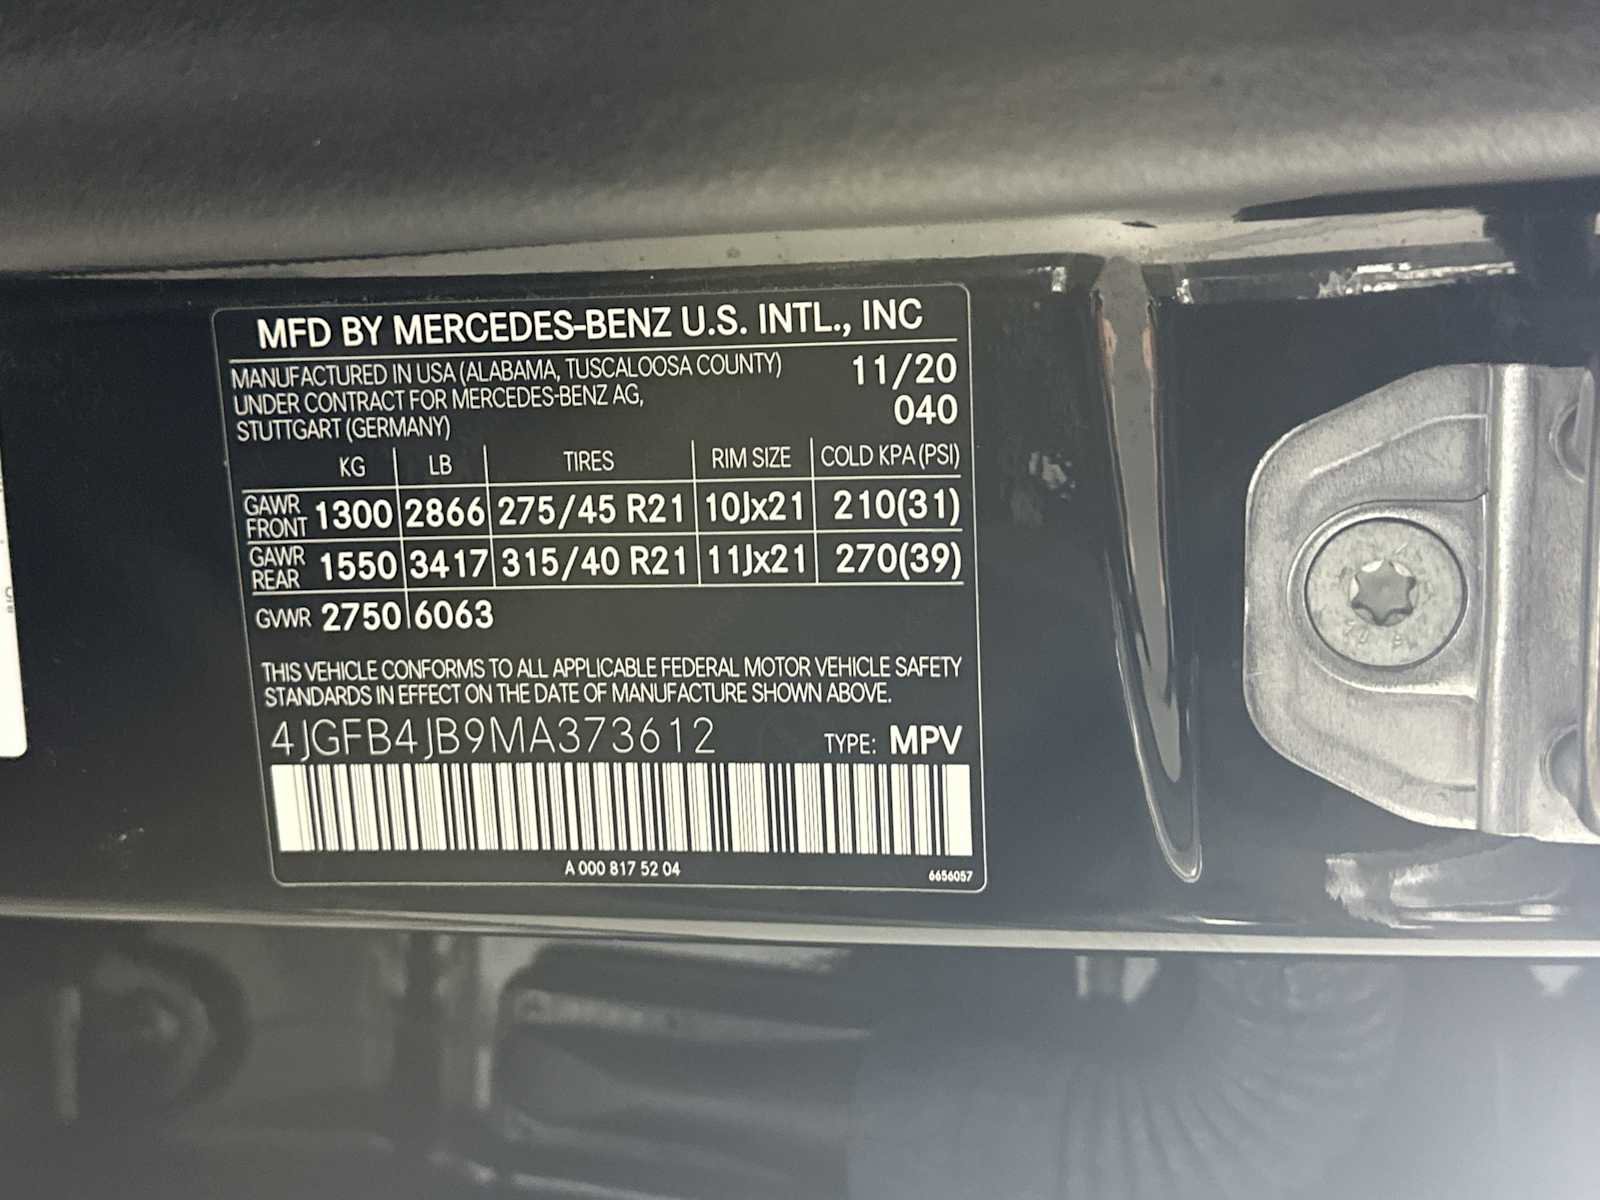 MFD BY MERCEDES-BENZ U.S. INTL., INC
MANUFACTURED IN USA (ALABAMA, TUSCALOOSA COUNTY) 11/20
UNDER CONTRACT FOR MERCEDES-BENZ AG, 040
STUTTGART (GERMANY)
KG LB TIRES RIM SIZE COLD KPA (PSI)
GAWR FRONT 1300 2866 275/45 R21 10Jx21 210(31)
GAWR REAR 1550 3417 315/40 R21 11Jx21 270(39)
GVWR 2750 6063
THIS VEHICLE CONFORMS TO ALL APPLICABLE FEDERAL MOTOR VEHICLE SAFETY
STANDARDS IN EFFECT ON THE DATE OF MANUFACTURE SHOWN ABOVE.
4JGFB4JB9MA373612 TYPE: MPV
A 000 817 52 04 6656057